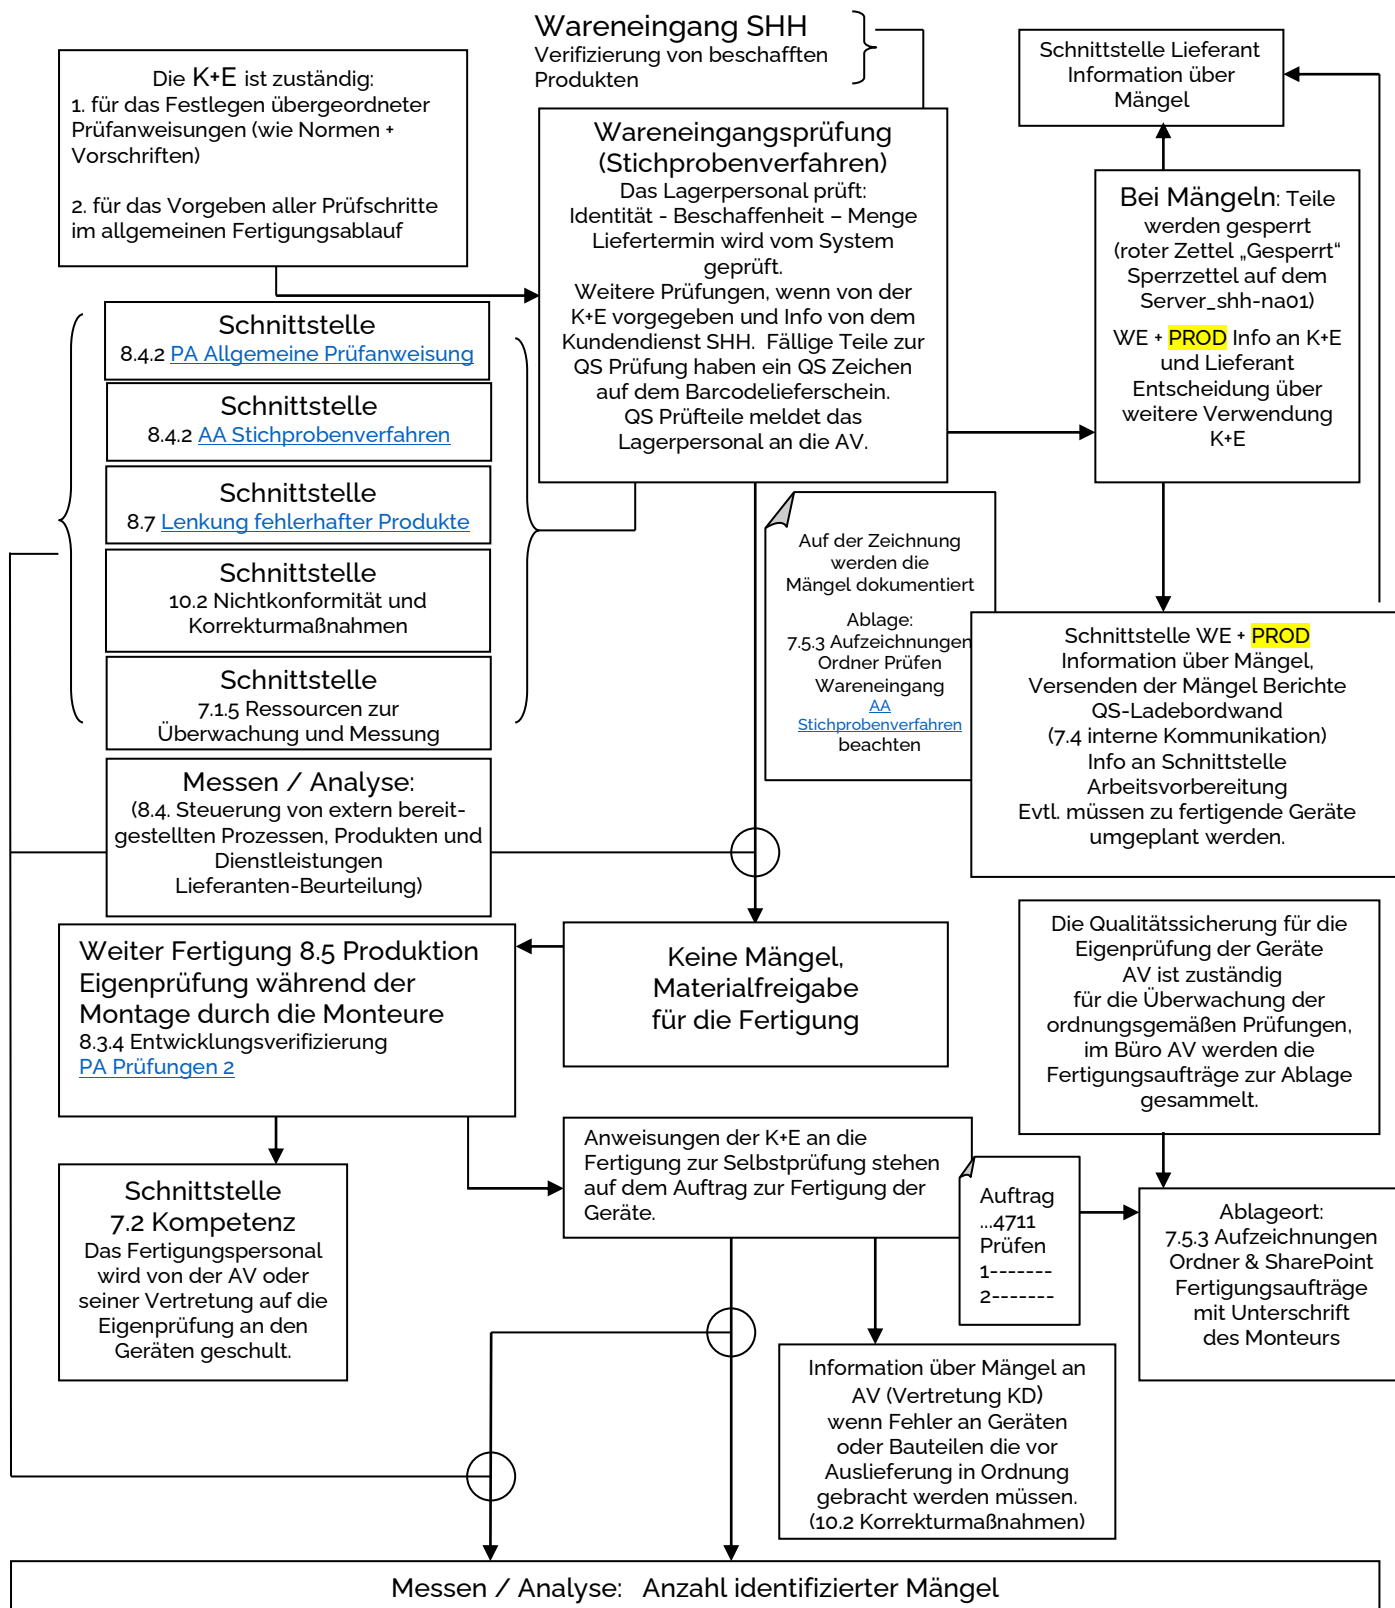 Wareneingang SHH
Verifizierung von beschafften
Produkten
Die K+E ist zuständig:
1. für das Festlegen übergeordneter
Prüfanweisungen (wie Normen +
Vorschriften)
2. für das Vorgeben aller Prüfschritte
im allgemeinen Fertigungsablauf
Wareneingangsprüfung
(Stichprobenverfahren)
Das Lagerpersonal prüft:
Identität - Beschaffenheit – Menge
Liefertermin wird vom System
geprüft.
Weitere Prüfungen, wenn von der
K+E vorgegeben und Info von dem
Kundendienst SHH.  Fällige Teile zur
QS Prüfung haben ein QS Zeichen
auf dem Barcodelieferschein.
QS Prüfteile meldet das
Lagerpersonal an die AV.
Schnittstelle Lieferant
Information über
Mängel
Bei Mängeln: Teile
werden gesperrt
(roter Zettel „Gesperrt“
Sperrzettel auf dem
Server_shh-na01)
WE + PROD Info an K+E
und Lieferant
Entscheidung über
weitere Verwendung
K+E
Schnittstelle
8.4.2 PA Allgemeine Prüfanweisung
Schnittstelle
8.4.2 AA Stichprobenverfahren
Schnittstelle
8.7 Lenkung fehlerhafter Produkte
Schnittstelle
10.2 Nichtkonformität und
Korrekturmaßnahmen
Schnittstelle
7.1.5 Ressourcen zur
Überwachung und Messung
Auf der Zeichnung
werden die
Mängel dokumentiert
Ablage:
7.5.3 Aufzeichnungen
Ordner Prüfen
Wareneingang
AA
Stichprobenverfahren
beachten
Schnittstelle WE + PROD
Information über Mängel,
Versenden der Mängel Berichte
QS-Ladebordwand
(7.4 interne Kommunikation)
Info an Schnittstelle
Arbeitsvorbereitung
Evtl. müssen zu fertigende Geräte
umgeplant werden.
Messen / Analyse:
(8.4. Steuerung von extern bereit-
gestellten Prozessen, Produkten und
Dienstleistungen
Lieferanten-Beurteilung)
Weiter Fertigung 8.5 Produktion
Eigenprüfung während der
Montage durch die Monteure
8.3.4 Entwicklungsverifizierung
PA Prüfungen 2
Keine Mängel,
Materialfreigabe
für die Fertigung
Die Qualitätssicherung für die
Eigenprüfung der Geräte
AV ist zuständig
für die Überwachung der
ordnungsgemäßen Prüfungen,
im Büro AV werden die
Fertigungsaufträge zur Ablage
gesammelt.
Schnittstelle
7.2 Kompetenz
Das Fertigungspersonal
wird von der AV oder
seiner Vertretung auf die
Eigenprüfung an den
Geräten geschult.
Anweisungen der K+E an die
Fertigung zur Selbstprüfung stehen
auf dem Auftrag zur Fertigung der
Geräte.
Auftrag
...4711
Prüfen
1-------
2-------
Ablageort:
7.5.3 Aufzeichnungen
Ordner & SharePoint
Fertigungsaufträge
mit Unterschrift
des Monteurs
Information über Mängel an
AV (Vertretung KD)
wenn Fehler an Geräten
oder Bauteilen die vor
Auslieferung in Ordnung
gebracht werden müssen.
(10.2 Korrekturmaßnahmen)
Messen / Analyse:   Anzahl identifizierter Mängel